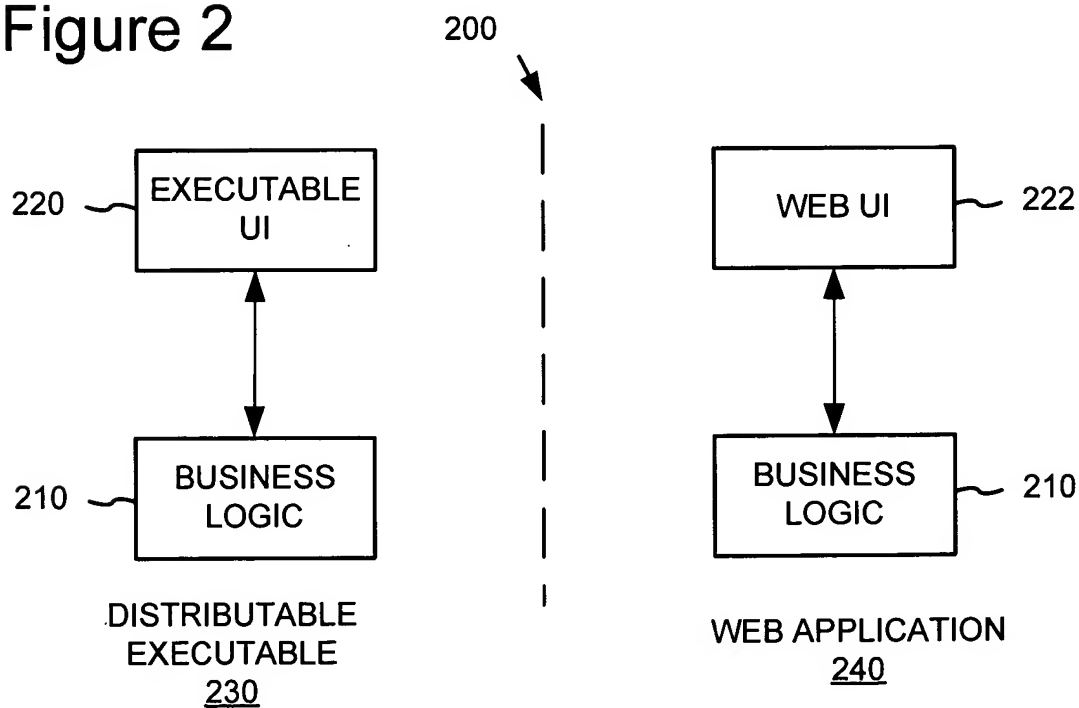 Figure 2
200
220
EXECUTABLE
UI
WEB UI
222
210
BUSINESS
LOGIC
BUSINESS
LOGIC
210
DISTRIBUTABLE
EXECUTABLE
230
WEB APPLICATION
240